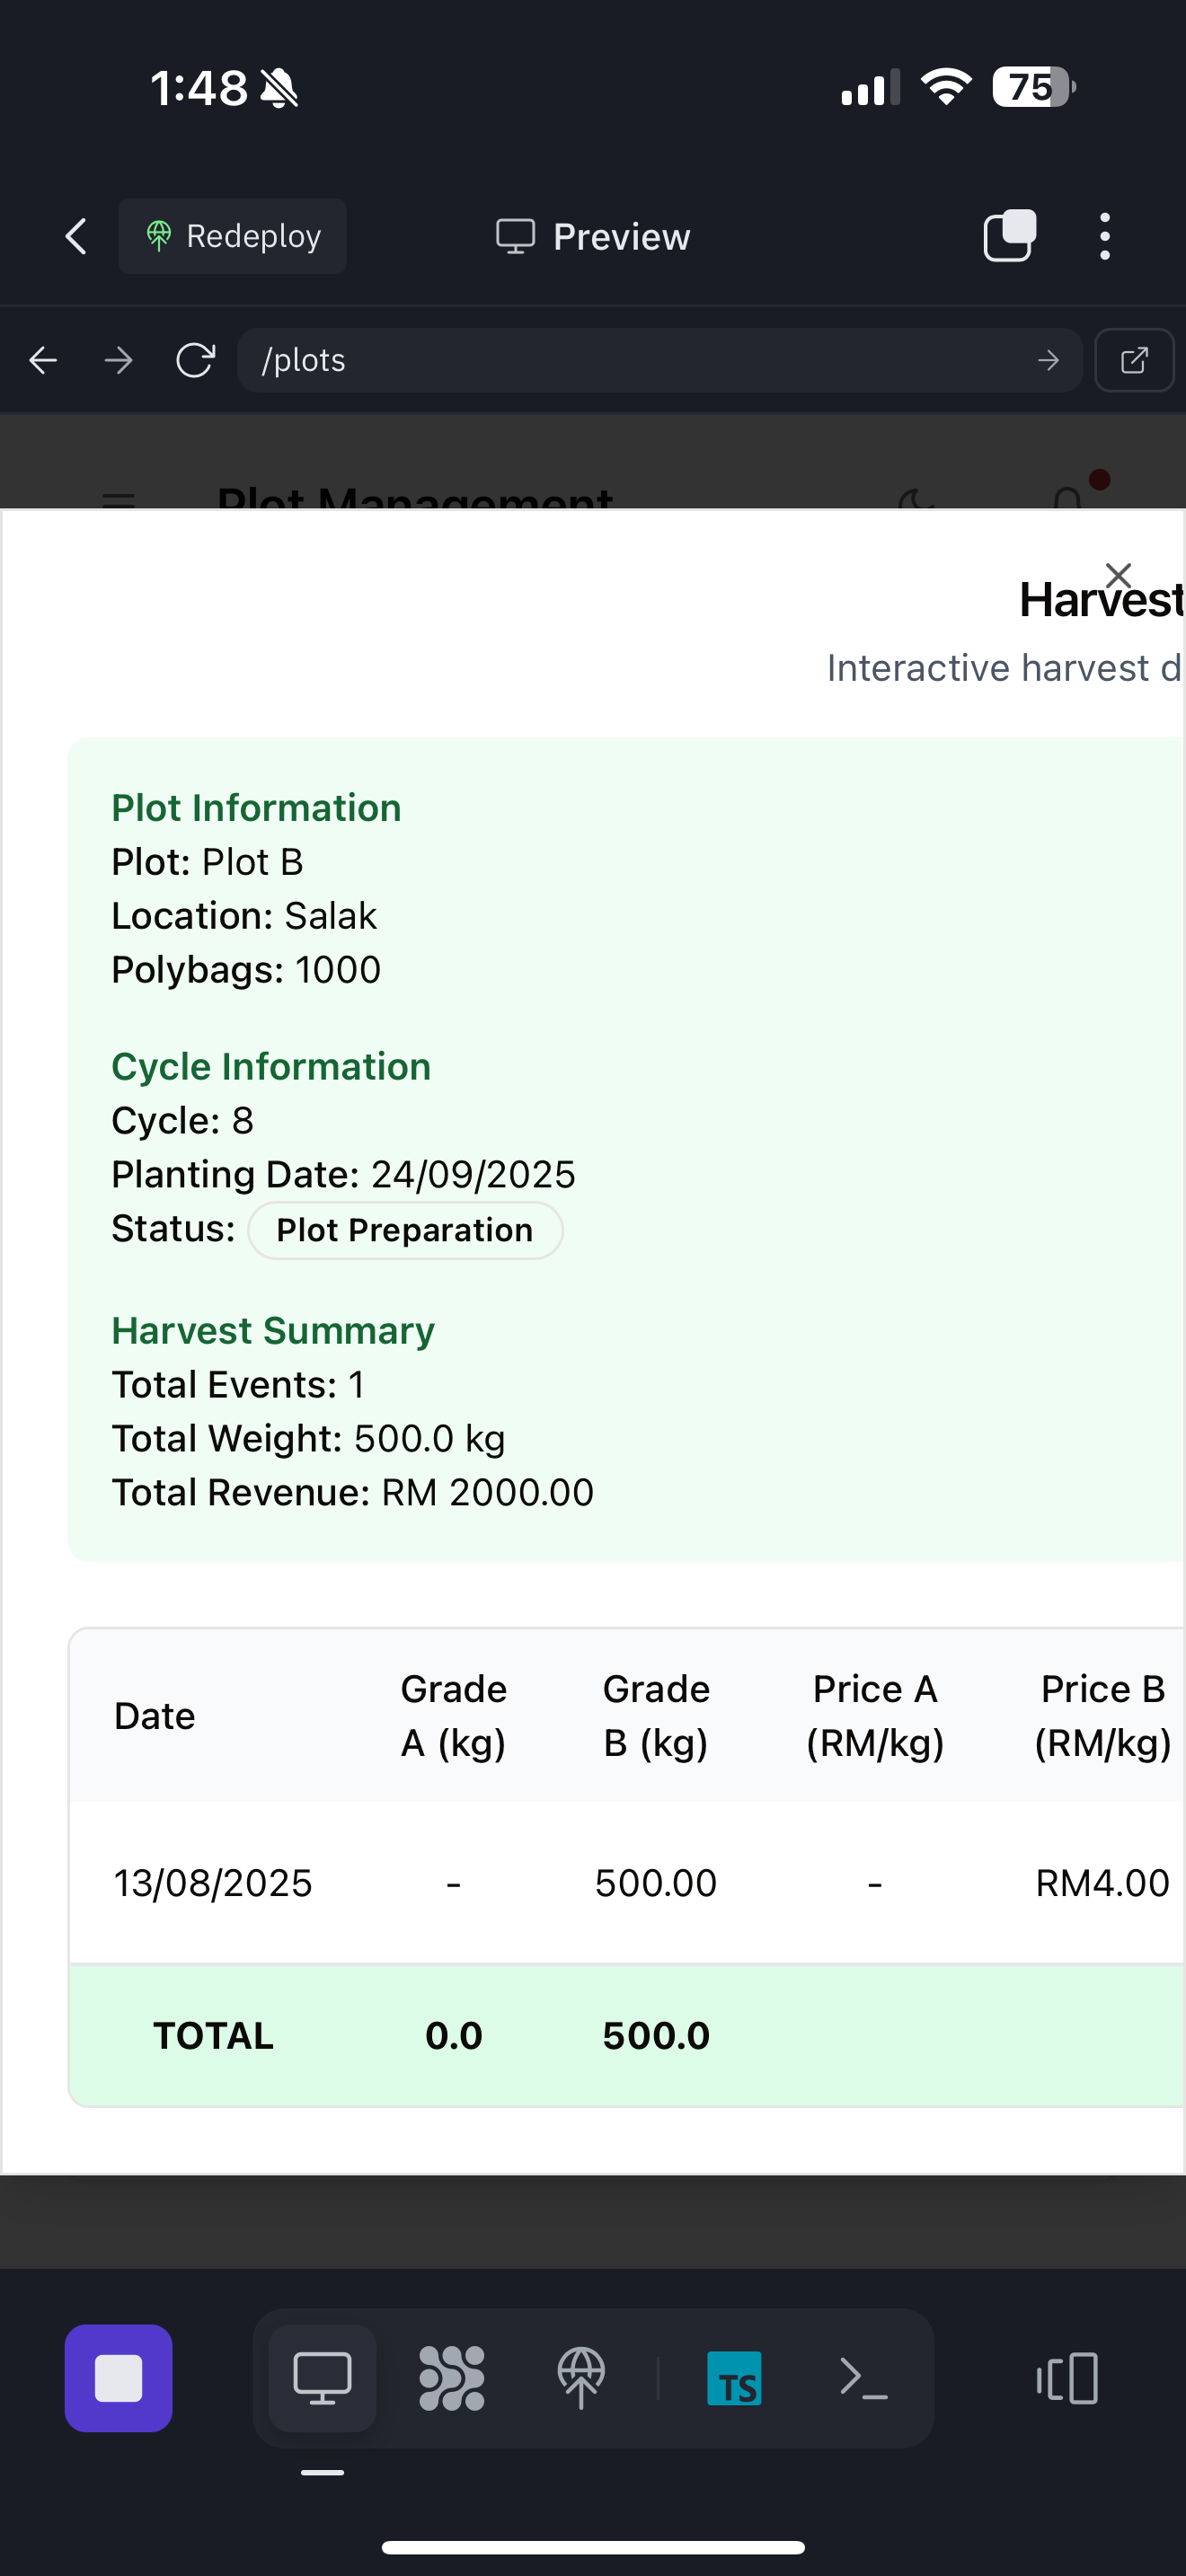 1:48
75
Redeploy
Preview
/plots
Plot Management
Harvest
Interactive harvest d
Plot Information
Plot: Plot B
Location: Salak
Polybags: 1000
Cycle Information
Cycle: 8
Planting Date: 24/09/2025
Status: Plot Preparation
Harvest Summary
Total Events: 1
Total Weight: 500.0 kg
Total Revenue: RM 2000.00
Date Grade A (kg) Grade B (kg) Price A (RM/kg) Price B (RM/kg)
13/08/2025 - 500.00 - RM4.00
TOTAL 0.0 500.0
TS